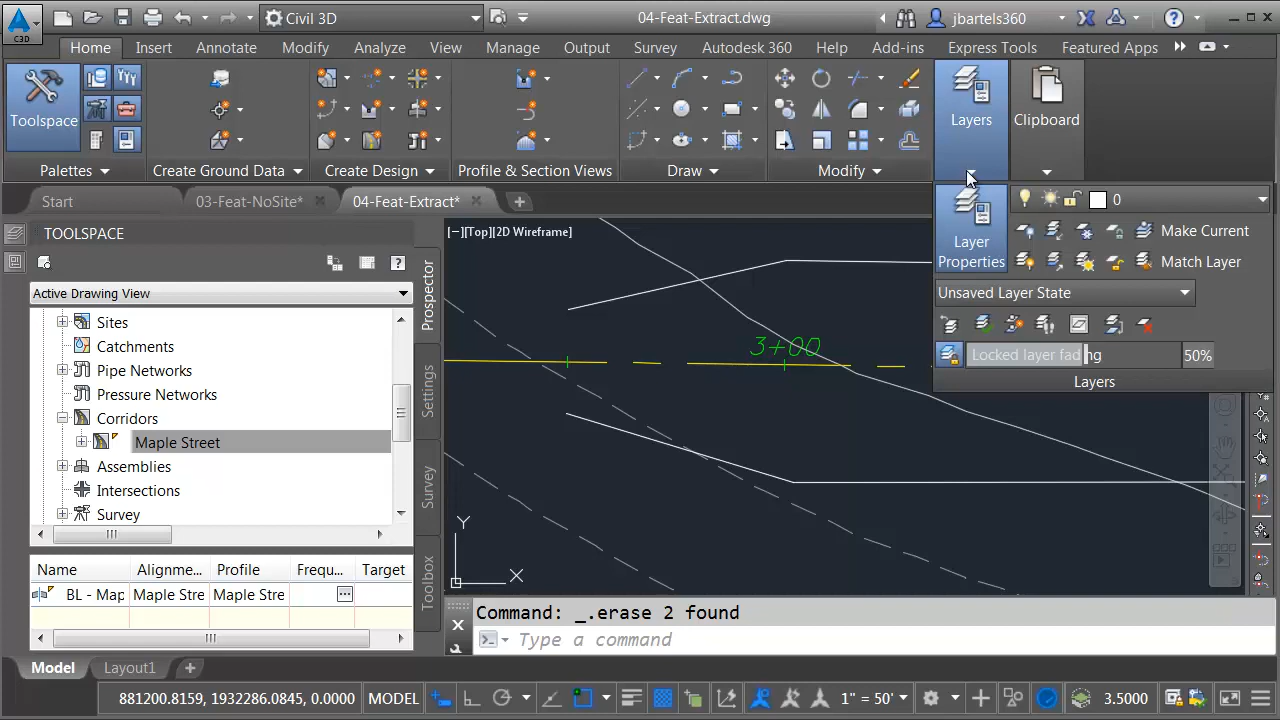 Civil 3D
04-Feat-Extract.dwg
jbartels360
C3D
Home Insert Annotate Modify Analyze View Manage Output Survey Autodesk 360 Help Add-ins Express Tools Featured Apps
Toolspace
Layers
Clipboard
Palettes
Create Ground Data
Create Design
Profile & Section Views
Draw
Modify
Start
03-Feat-NoSite*
04-Feat-Extract*
0
Layer
Properties
Make Current
Match Layer
Unsaved Layer State
Locked layer fading
50%
Layers
TOOLSPACE
Active Drawing View
Sites
Catchments
Pipe Networks
Pressure Networks
Corridors
Maple Street
Assemblies
Intersections
Survey
Prospector
Settings
Survey
Toolbox
Name Alignme... Profile Frequ... Target
BL - Map Maple Stre Maple Stre
[−][Top][2D Wireframe]
3+00
Y
X
Command: _.erase 2 found
Type a command
Model
Layout1
881200.8159, 1932286.0845, 0.0000
MODEL
1" = 50'
3.5000